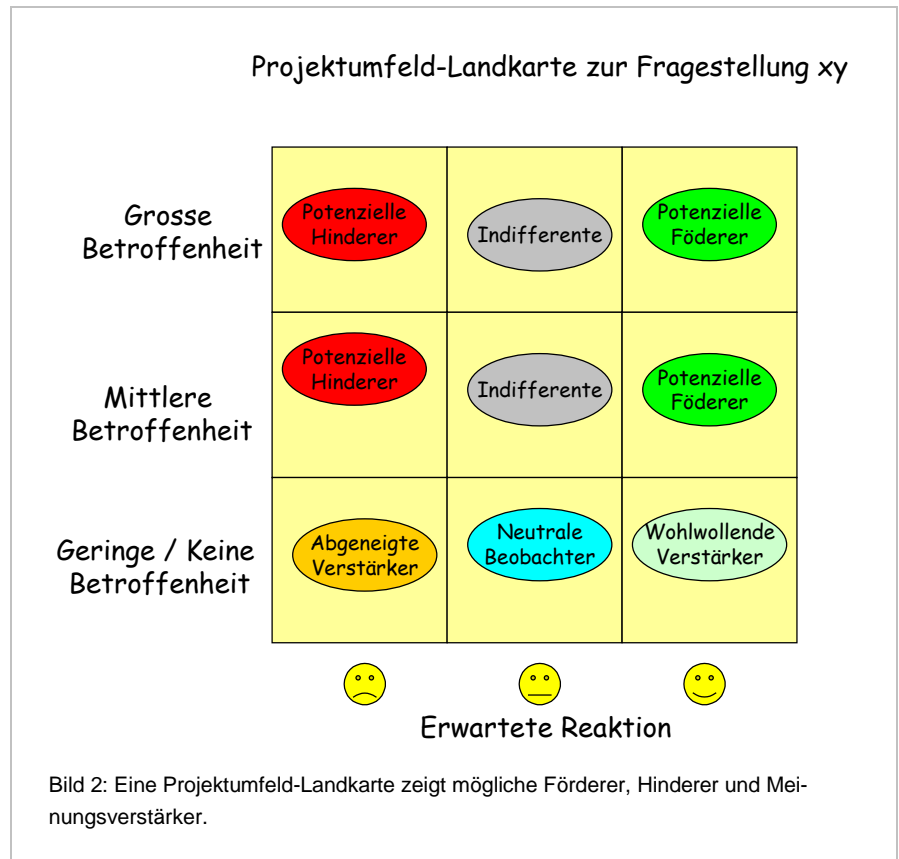 Projektumfeld-Landkarte zur Fragestellung xy
Grosse
Betroffenheit
Potenzielle
Hinderer
Indifferente
Potenzielle
Föderer
Mittlere
Betroffenheit
Potenzielle
Hinderer
Indifferente
Potenzielle
Föderer
Geringe / Keine
Betroffenheit
Abgeneigte
Verstärker
Neutrale
Beobachter
Wohlwollende
Verstärker
Erwartete Reaktion
Bild 2: Eine Projektumfeld-Landkarte zeigt mögliche Förderer, Hinderer und Mei-
nungsverstärker.